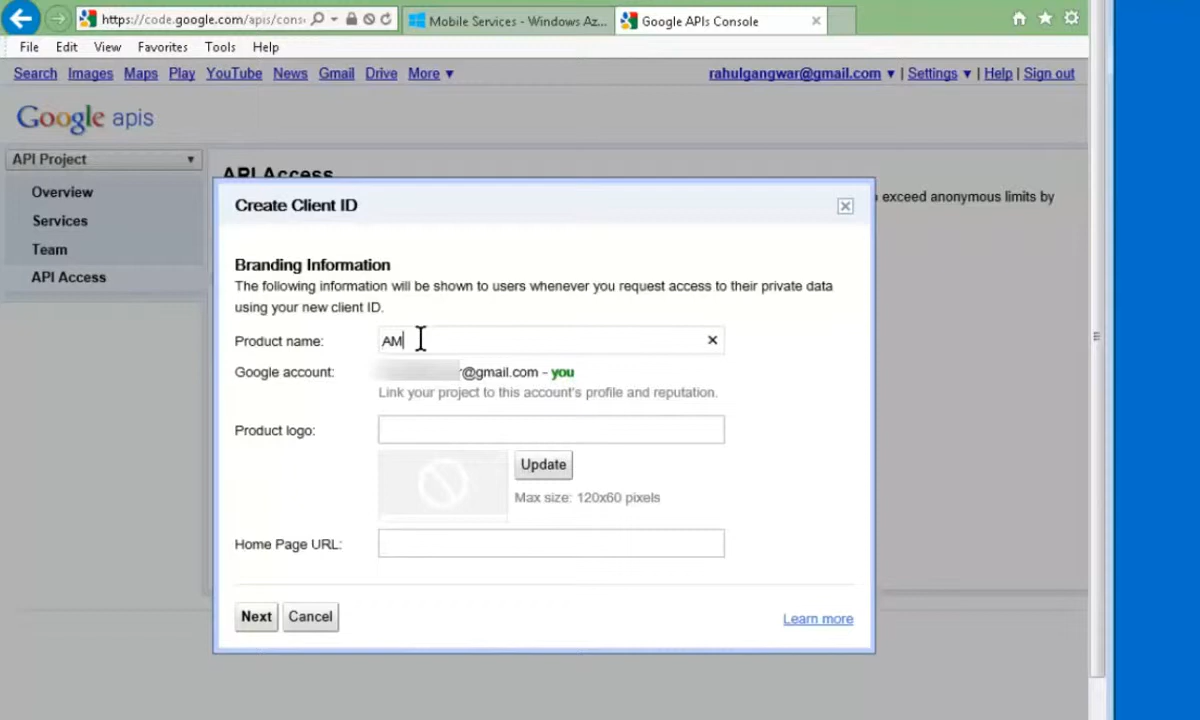 https://code.google.com/apis/cons
Mobile Services - Windows Az...
Google APIs Console
File Edit View Favorites Tools Help
Search Images Maps Play YouTube News Gmail Drive More ▼
rahulgangwar@gmail.com ▼ | Settings ▼ | Help | Sign out
Google apis
API Project ▼
API Access
Overview
exceed anonymous limits by
Services
Team
API Access
Create Client ID
Branding Information
The following information will be shown to users whenever you request access to their private data
using your new client ID.
Product name: AM
Google account: r@gmail.com - you
Link your project to this account's profile and reputation.
Product logo:
Update
Max size: 120x60 pixels
Home Page URL:
Next Cancel
Learn more